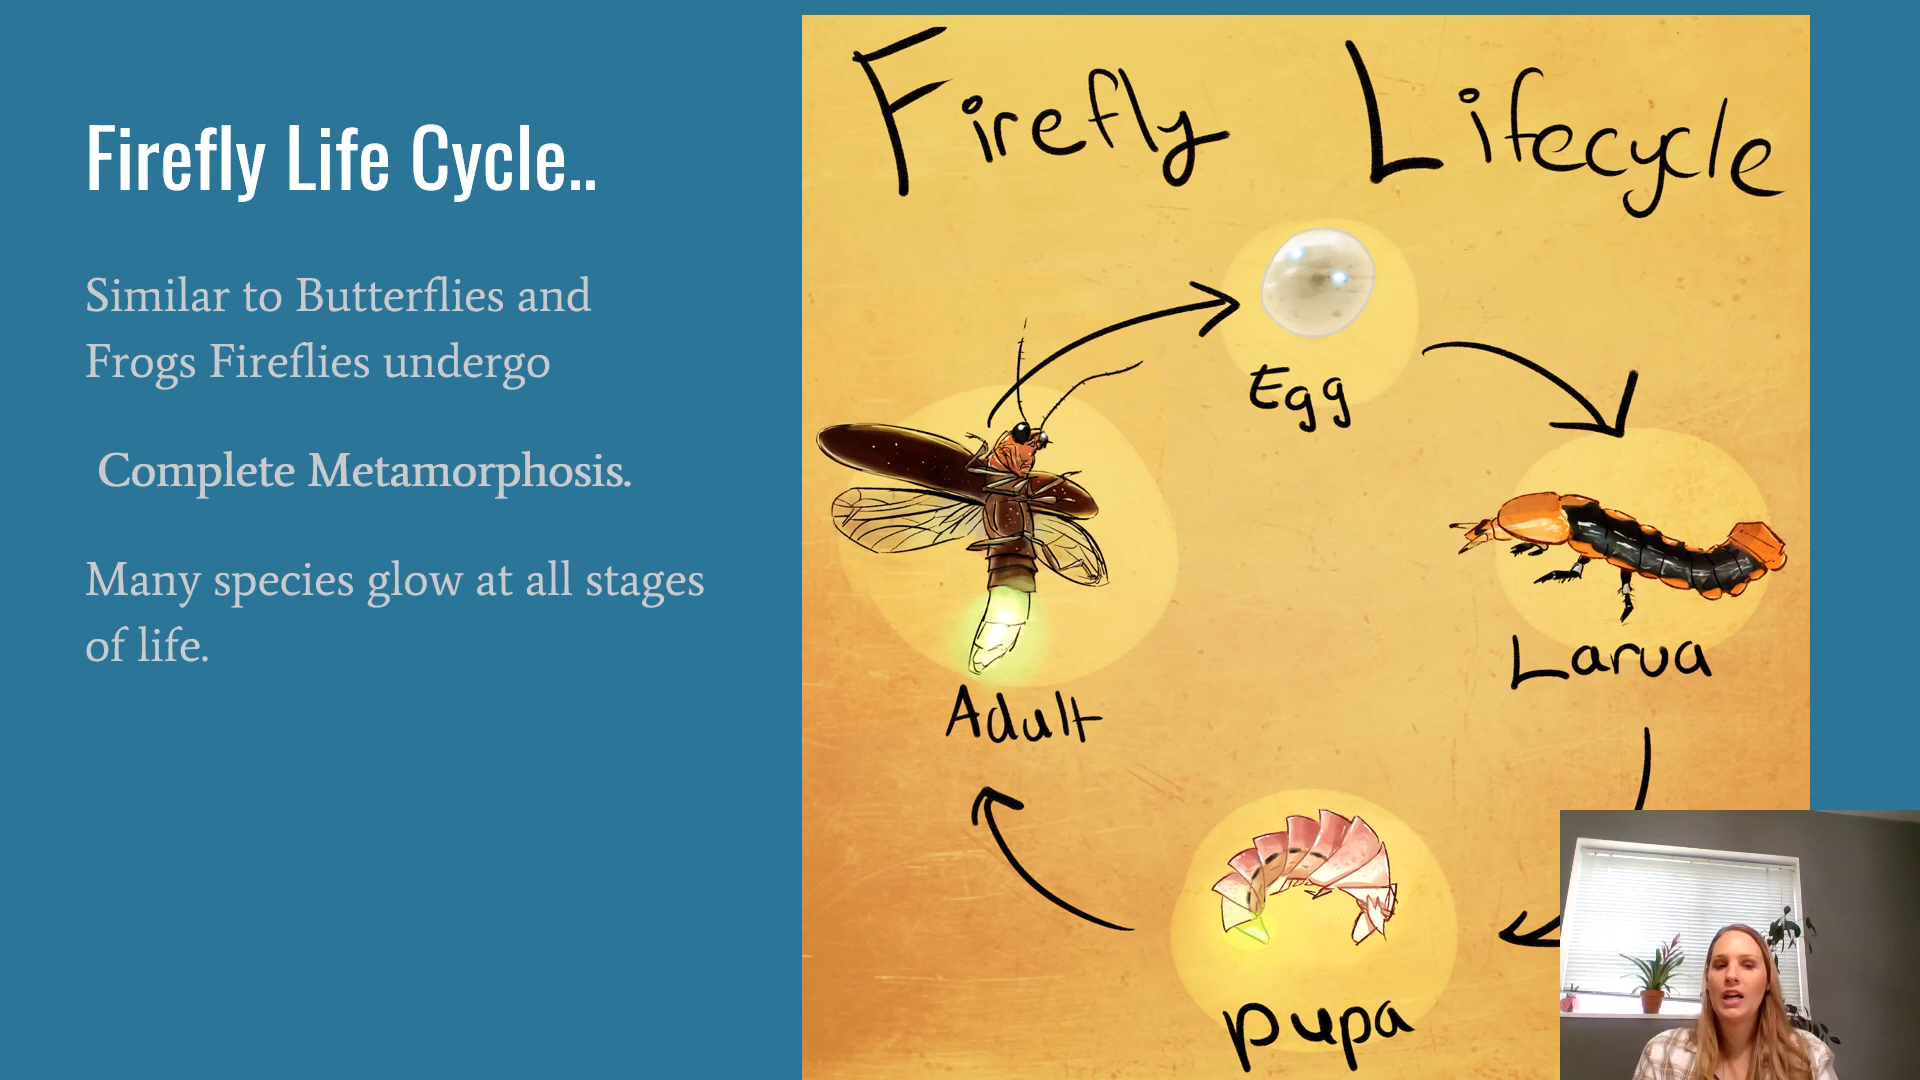 Firefly Life Cycle..
Similar to Butterflies and
Frogs Fireflies undergo
Complete Metamorphosis.
Many species glow at all stages
of life.
Firefly Lifecycle
Egg
Larva
Adult
pupa